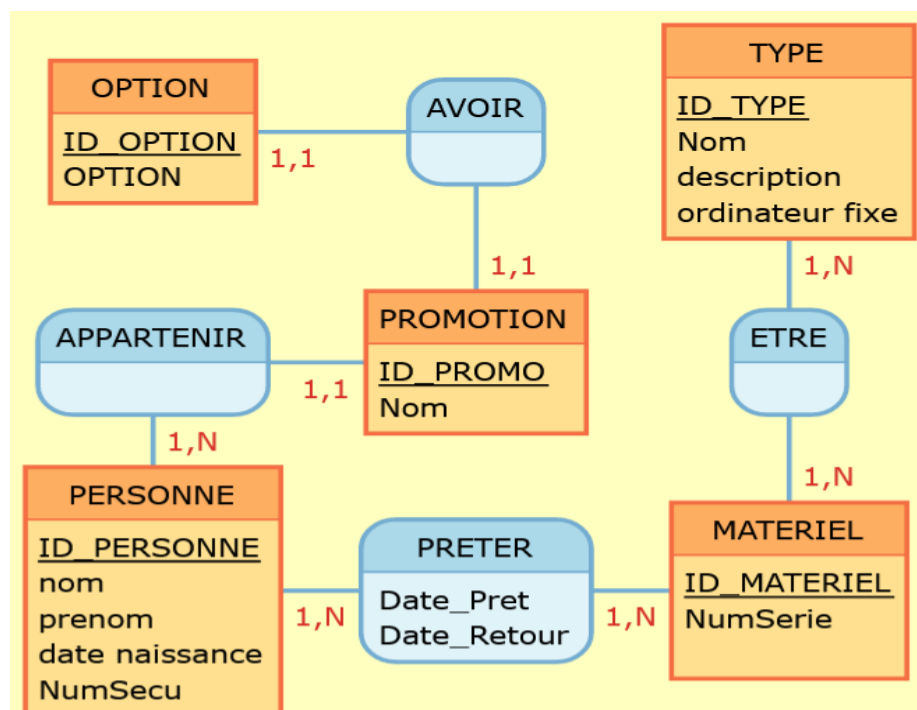 OPTION
ID_OPTION
OPTION
1,1
AVOIR
1,1
TYPE
ID_TYPE
Nom
description
ordinateur fixe
1,N
ETRE
1,N
APPARTENIR
1,1
1,N
PROMOTION
ID_PROMO
Nom
PERSONNE
ID_PERSONNE
nom
prenom
date naissance
NumSecu
1,N
PRETER
Date_Pret
Date_Retour
1,N
MATERIEL
ID_MATERIEL
NumSerie